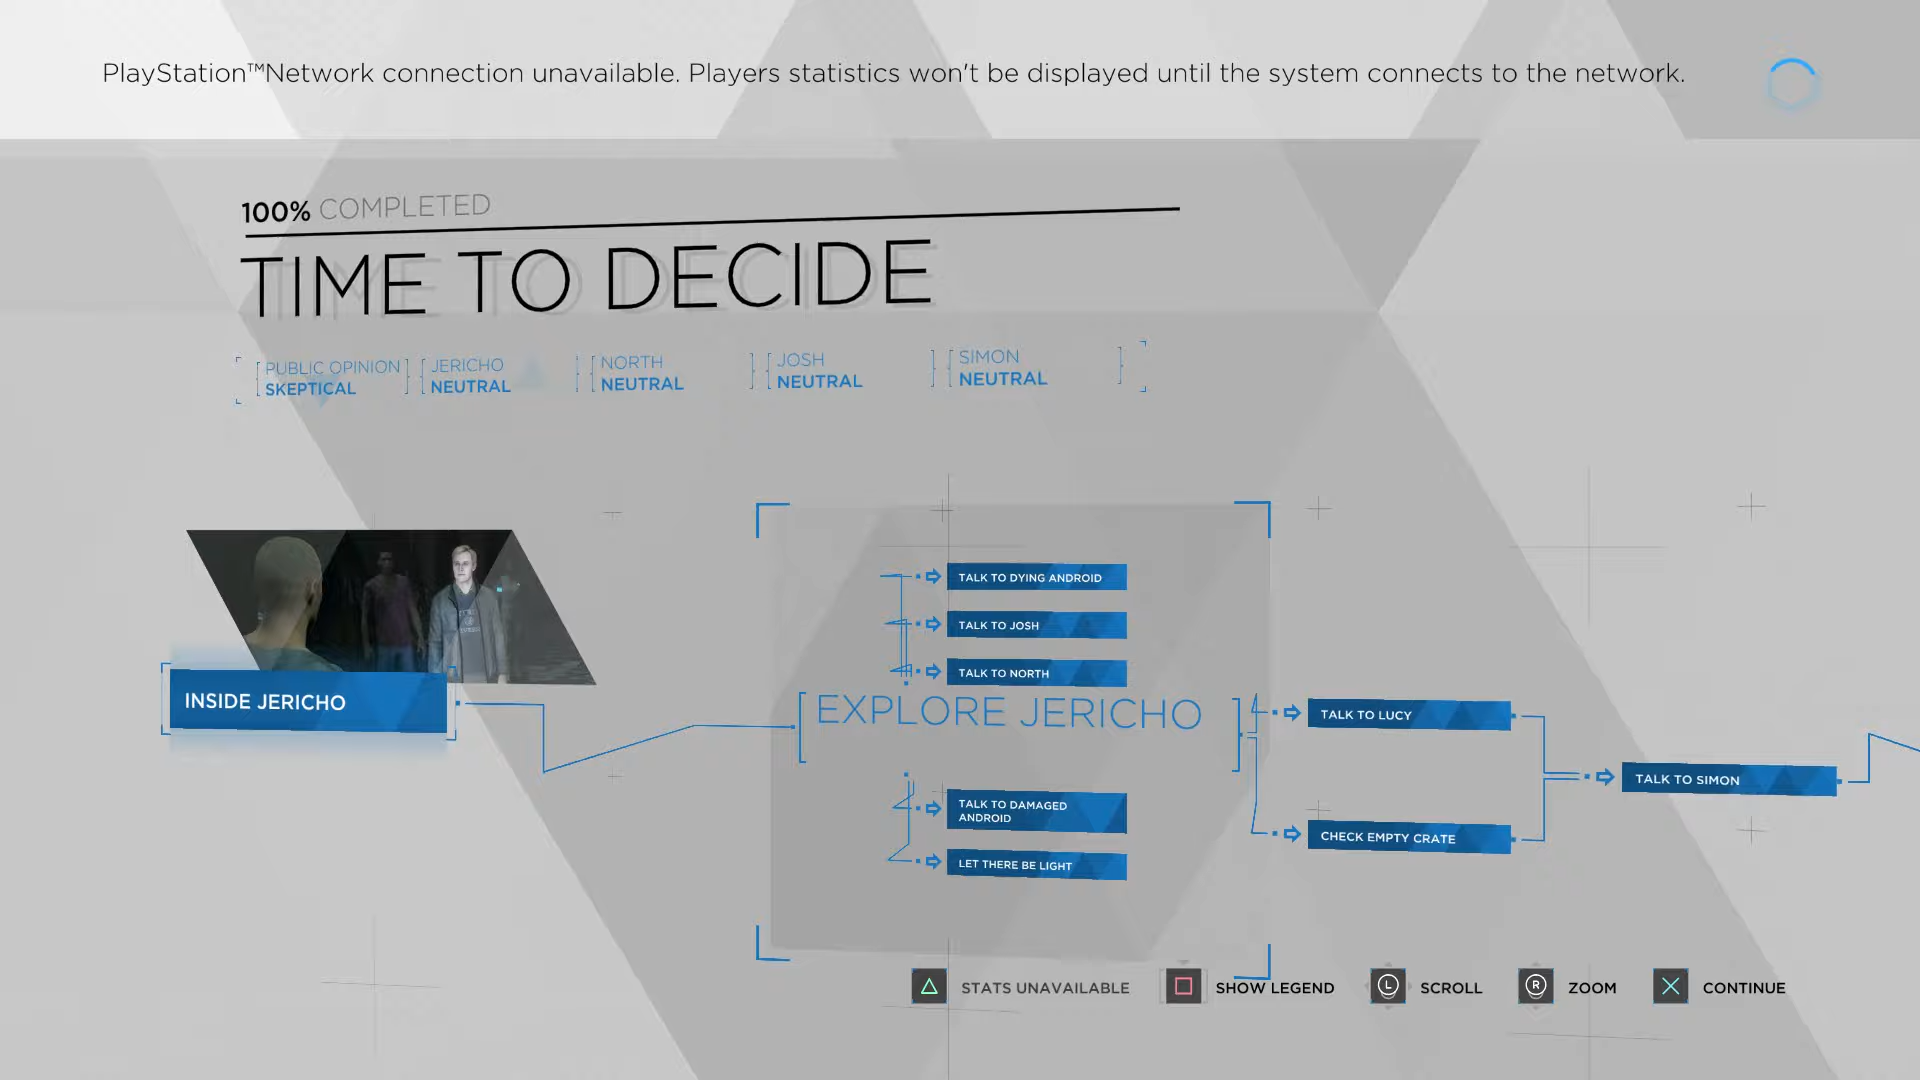 PlayStation™Network connection unavailable. Players statistics won't be displayed until the system connects to the network.
100% COMPLETED
TIME TO DECIDE
PUBLIC OPINION
SKEPTICAL
JERICHO
NEUTRAL
NORTH
NEUTRAL
JOSH
NEUTRAL
SIMON
NEUTRAL
INSIDE JERICHO
TALK TO DYING ANDROID
TALK TO JOSH
TALK TO NORTH
EXPLORE JERICHO
TALK TO DAMAGED
ANDROID
LET THERE BE LIGHT
TALK TO LUCY
CHECK EMPTY CRATE
TALK TO SIMON
STATS UNAVAILABLE
SHOW LEGEND
L SCROLL
R ZOOM
CONTINUE